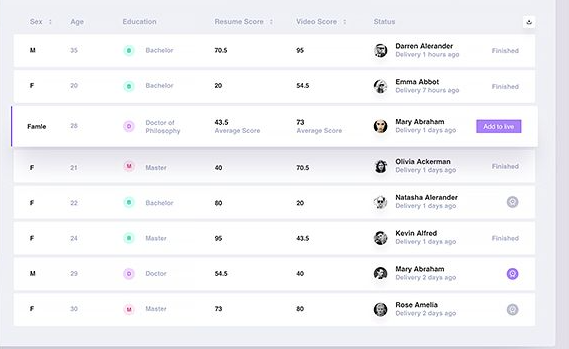 Sex Age Education Resume Score Video Score Status
M 35 B Bachelor 70.5 95 Darren Alerander Finished
Delivery 1 hours ago
F 20 B Bachelor 20 54.5 Emma Abbot Finished
Delivery 7 hours ago
Famle 28 D Doctor of Philosophy 43.5 Average Score 73 Average Score Mary Abraham Add to live
Delivery 1 days ago
F 21 M Master 40 70.5 Olivia Ackerman Finished
Delivery 1 days ago
F 22 B Bachelor 80 20 Natasha Alerander
Delivery 1 days ago
F 24 B Master 95 43.5 Kevin Alfred Finished
Delivery 1 days ago
M 29 D Doctor 54.5 40 Mary Abraham
Delivery 2 days ago
F 30 M Master 73 80 Rose Amelia
Delivery 2 days ago